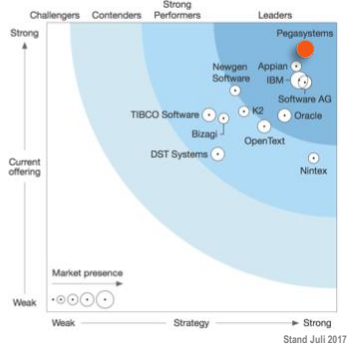 Challengers Contenders Strong Performers Leaders
Strong
Pegasystems
Appian
Newgen Software
IBM
Software AG
K2
TIBCO Software
Oracle
Bizagi
OpenText
DST Systems
Current offering
Nintex
Market presence
Weak
Weak Strategy Strong
Stand Juli 2017